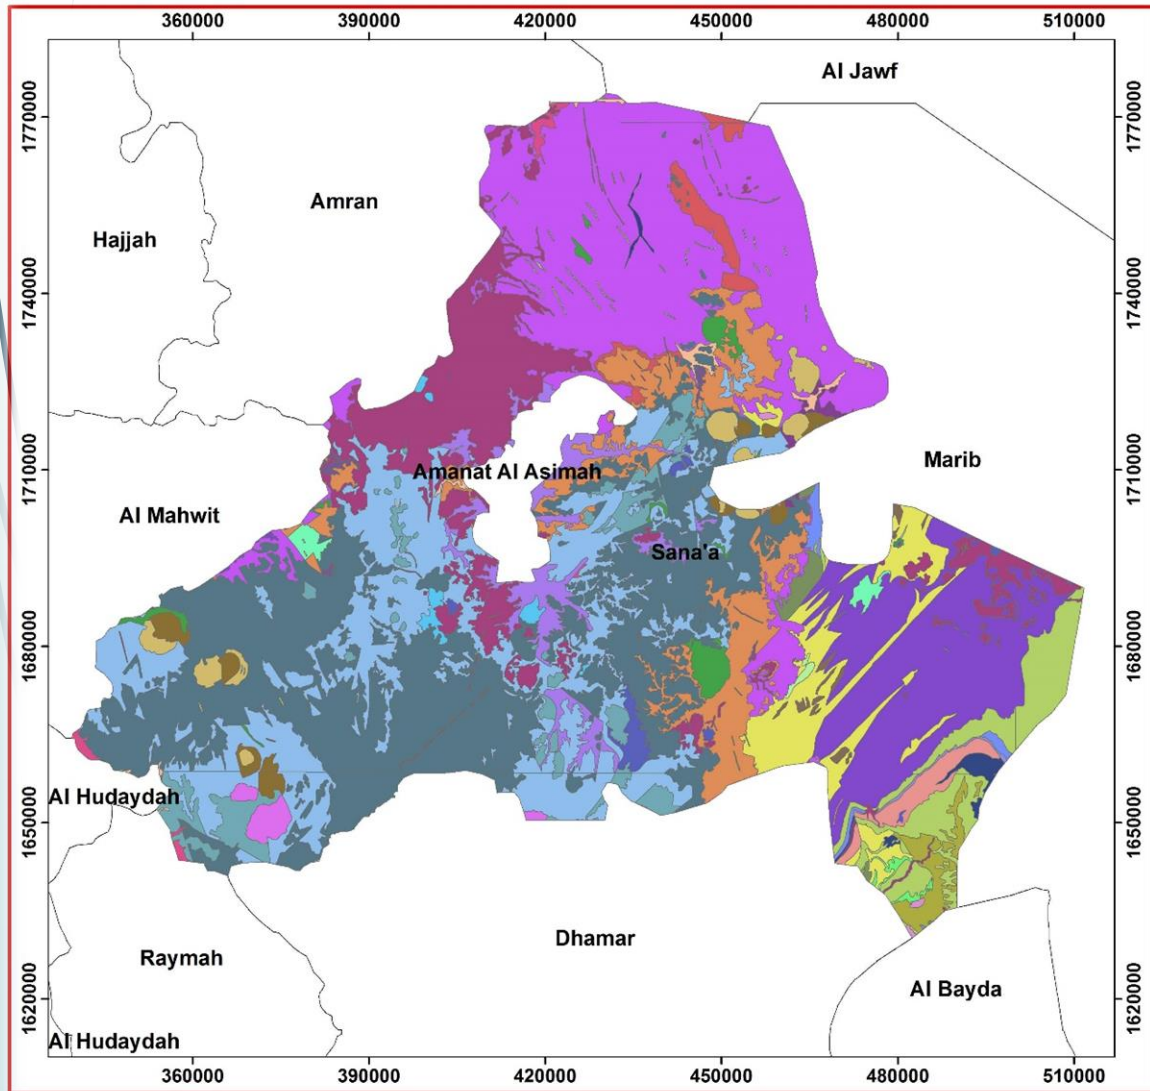 360000 390000 420000 450000 480000 510000
Al Jawf
1770000 1770000
Amran
Hajjah
1740000 1740000
Amanat Al Asimah
Marib
1710000 1710000
Al Mahwit
Sana'a
1680000 1680000
Al Hudaydah
1650000 1650000
Dhamar
Raymah
Al Bayda
1620000 1620000
Al Hudaydah
360000 390000 420000 450000 480000 510000